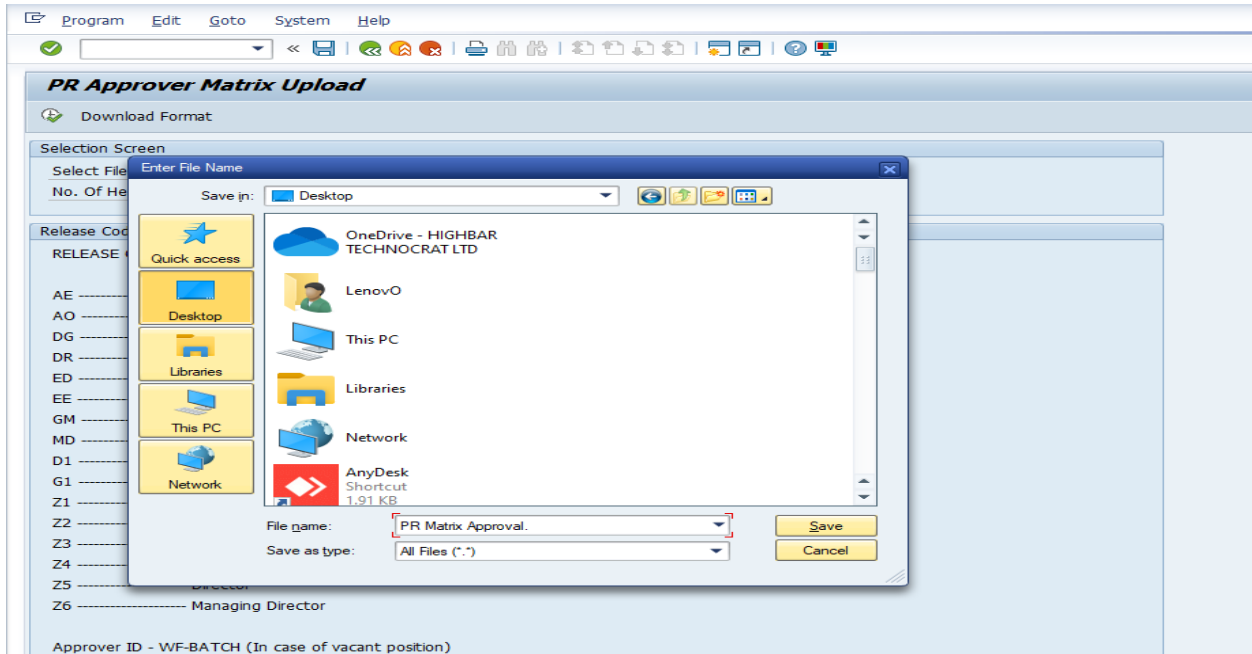 Program Edit Goto System Help
PR Approver Matrix Upload
Download Format
Selection Screen
Select File
No. Of He
Enter File Name
Save in: Desktop
Quick access
Desktop
Libraries
This PC
Network
OneDrive - HIGHBAR
TECHNOCRAT LTD
LenovO
This PC
Libraries
Network
AnyDesk
Shortcut
1.91 KB
File name: PR Matrix Approval.
Save
Save as type: All Files (*.*)
Cancel
Release Cod
RELEASE
AE ---------
AO ---------
DG ---------
DR ---------
ED ---------
EE ---------
GM ---------
MD ---------
D1 ---------
G1 ---------
Z1 ---------
Z2 ---------
Z3 ---------
Z4 ---------
Z5 --------- Director
Z6 -------------------- Managing Director
Approver ID - WF-BATCH (In case of vacant position)